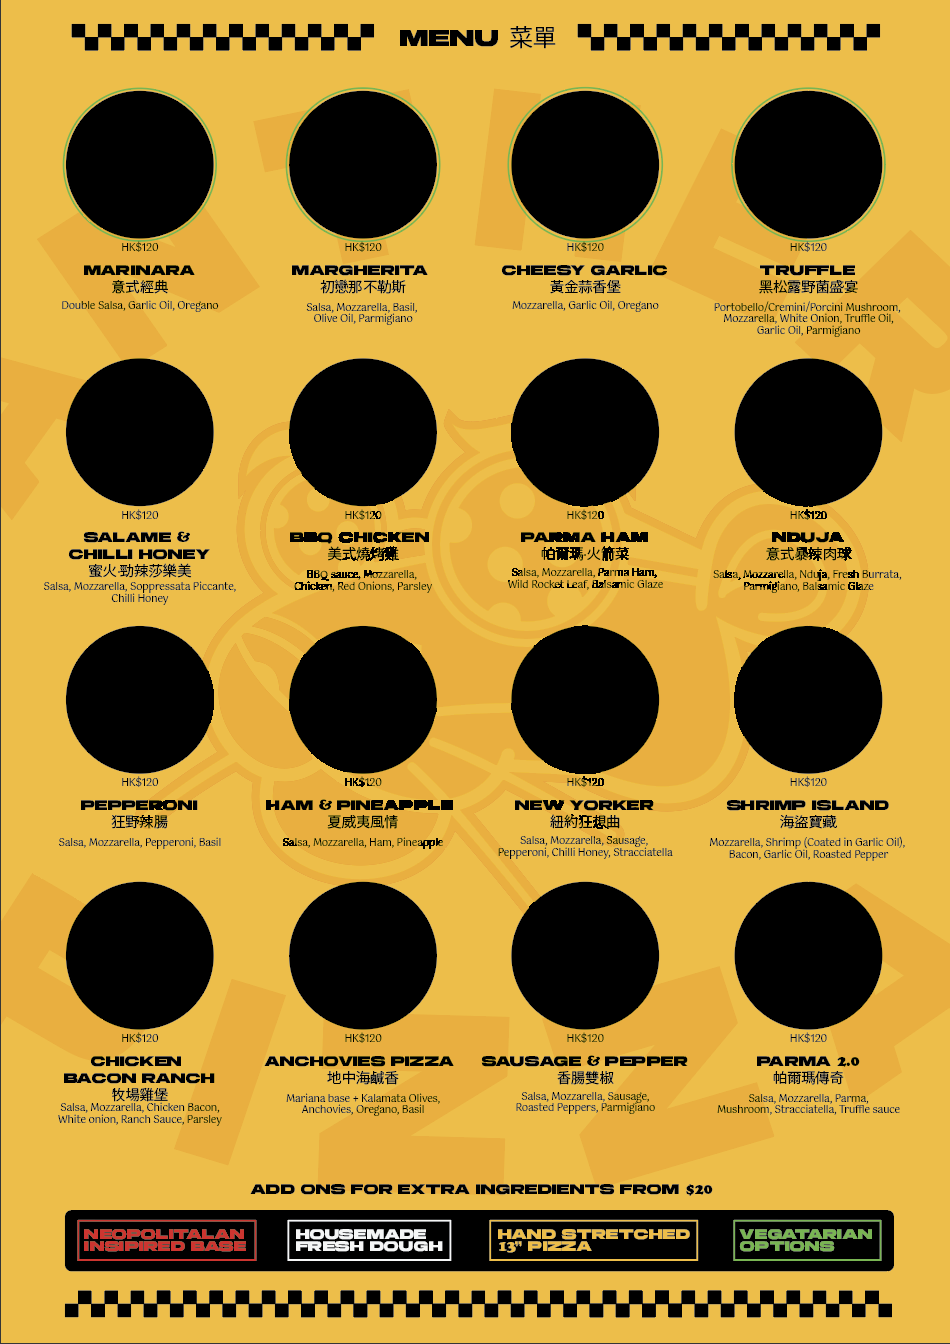 MENU 菜單
HK$120
MARINARA
意式經典
Double Salsa, Garlic Oil, Oregano
HK$120
MARGHERITA
初戀那不勒斯
Salsa, Mozzarella, Basil,
Olive Oil, Parmigiano
HK$120
CHEESY GARLIC
黃金蒜香堡
Mozzarella, Garlic Oil, Oregano
HK$120
TRUFFLE
黑松露野菌盛宴
Portobello/Cremini/Porcini Mushroom,
Mozzarella, White Onion, Truffle Oil,
Garlic Oil, Parmigiano
HK$120
SALAME &
CHILLI HONEY
蜜火·勁辣莎樂美
Salsa, Mozzarella, Soppressata Piccante,
Chilli Honey
HK$120
BBQ CHICKEN
美式燒烤雞
BBQ sauce, Mozzarella,
Chicken, Red Onions, Parsley
HK$120
PARMA HAM
帕爾瑪·火箭菜
Salsa, Mozzarella, Parma Ham,
Wild Rocket Leaf, Balsamic Glaze
HK$120
NDUJA
意式爆辣肉球
Salsa, Mozzarella, Nduja, Fresh Burrata,
Parmigiano, Balsamic Glaze
HK$120
PEPPERONI
狂野辣腸
Salsa, Mozzarella, Pepperoni, Basil
HK$120
HAM & PINEAPPLE
夏威夷風情
Salsa, Mozzarella, Ham, Pineapple
HK$120
NEW YORKER
紐約狂想曲
Salsa, Mozzarella, Sausage,
Pepperoni, Chilli Honey, Stracciatella
HK$120
SHRIMP ISLAND
海盜寶藏
Mozzarella, Shrimp (Coated in Garlic Oil),
Bacon, Garlic Oil, Roasted Pepper
HK$120
CHICKEN
BACON RANCH
牧場雞堡
Salsa, Mozzarella, Chicken Bacon,
White onion, Ranch Sauce, Parsley
HK$120
ANCHOVIES PIZZA
地中海鹹香
Mariana base + Kalamata Olives,
Anchovies, Oregano, Basil
HK$120
SAUSAGE & PEPPER
香腸雙椒
Salsa, Mozzarella, Sausage,
Roasted Peppers, Parmigiano
HK$120
PARMA 2.0
帕爾瑪傳奇
Salsa, Mozzarella, Parma,
Mushroom, Stracciatella, Truffle sauce
ADD ONS FOR EXTRA INGREDIENTS FROM $20
NEOPOLITALAN
INSIPIRED BASE
HOUSEMADE
FRESH DOUGH
HAND STRETCHED
13" PIZZA
VEGATARIAN
OPTIONS